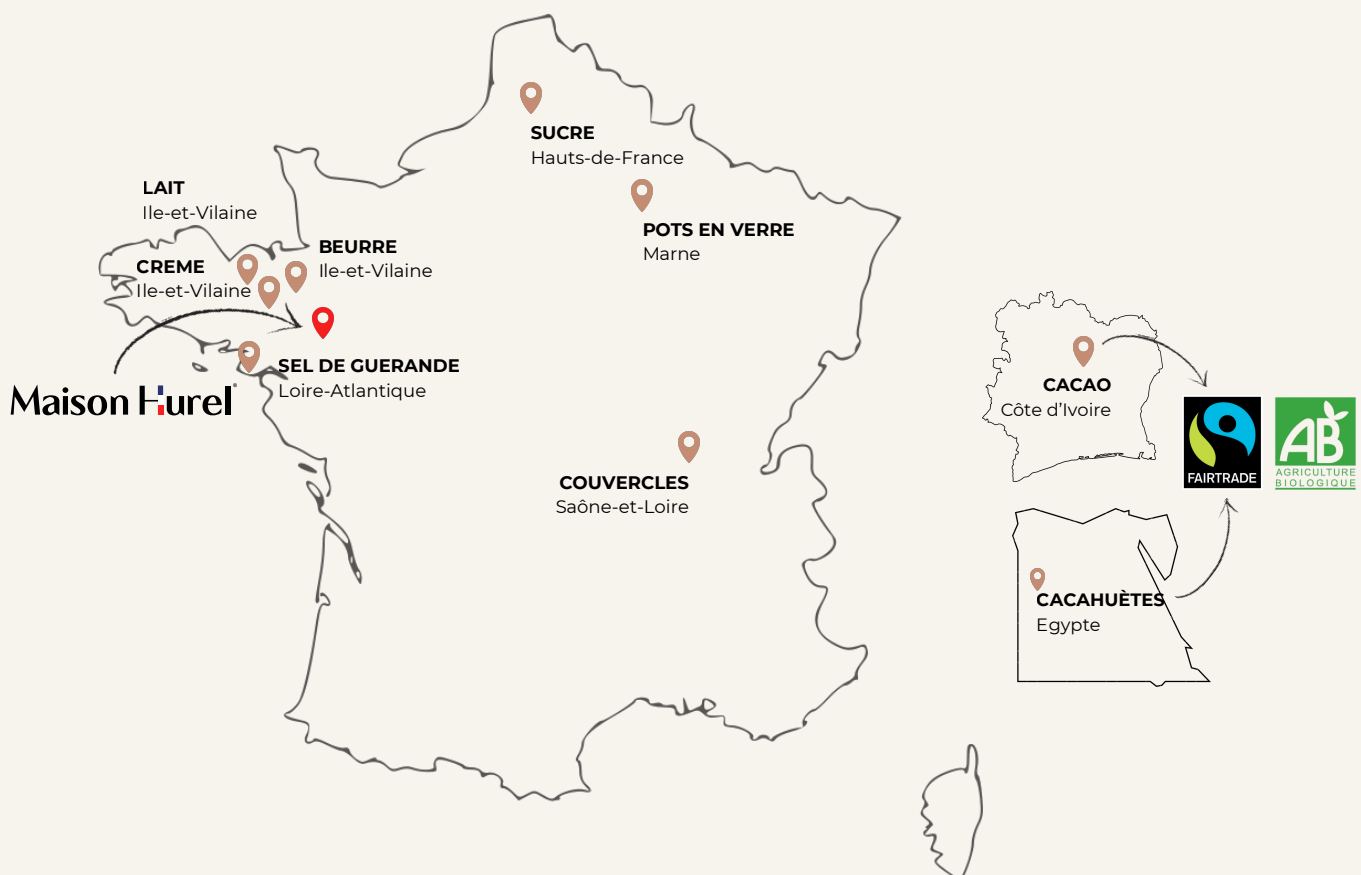 SUCRE
Hauts-de-France
POTS EN VERRE
Marne
LAIT
Ile-et-Vilaine
BEURRE
Ile-et-Vilaine
CREME
Ile-et-Vilaine
SEL DE GUERANDE
Loire-Atlantique
Maison Hurel
COUVERCLES
Saône-et-Loire
CACAO
Côte d'Ivoire
FAIRTRADE
AB
AGRICULTURE
BIOLOGIQUE
CACAHUÈTES
Egypte